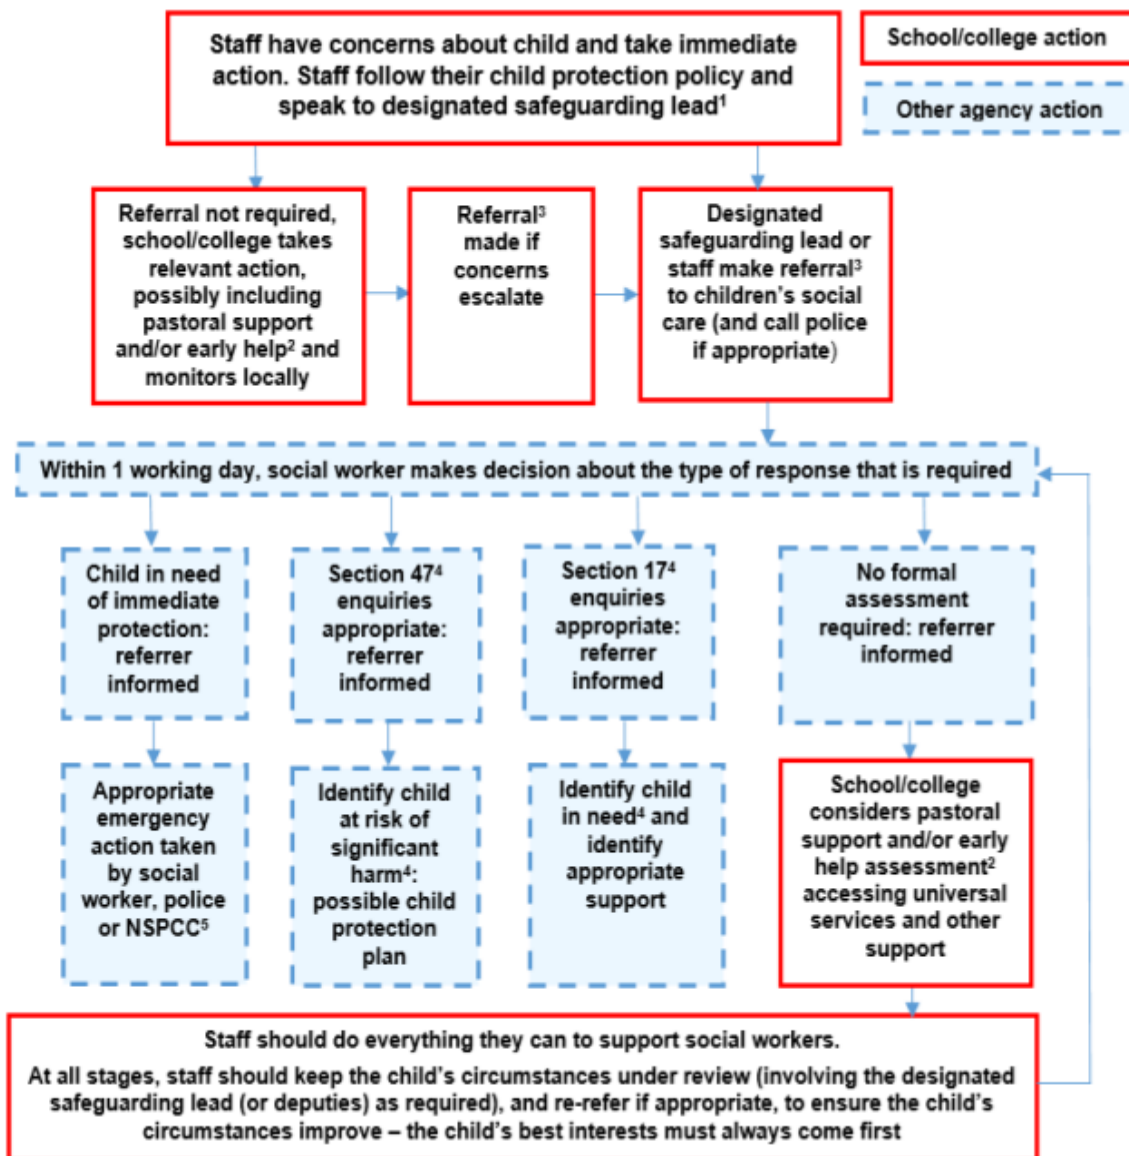 Staff have concerns about child and take immediate
action. Staff follow their child protection policy and
speak to designated safeguarding lead¹
School/college action
Other agency action
Referral not required,
school/college takes
relevant action,
possibly including
pastoral support
and/or early help² and
monitors locally
Referral³
made if
concerns
escalate
Designated
safeguarding lead or
staff make referral³
to children's social
care (and call police
if appropriate)
Within 1 working day, social worker makes decision about the type of response that is required
Child in need
of immediate
protection:
referrer
informed
Section 47⁴
enquiries
appropriate:
referrer
informed
Section 17⁴
enquiries
appropriate:
referrer
informed
No formal
assessment
required: referrer
informed
Appropriate
emergency
action taken
by social
worker, police
or NSPCC⁵
Identify child
at risk of
significant
harm⁴:
possible child
protection
plan
Identify child
in need⁴ and
identify
appropriate
support
School/college
considers pastoral
support and/or early
help assessment²
accessing universal
services and other
support
Staff should do everything they can to support social workers.
At all stages, staff should keep the child's circumstances under review (involving the designated
safeguarding lead (or deputies) as required), and re-refer if appropriate, to ensure the child's
circumstances improve – the child's best interests must always come first